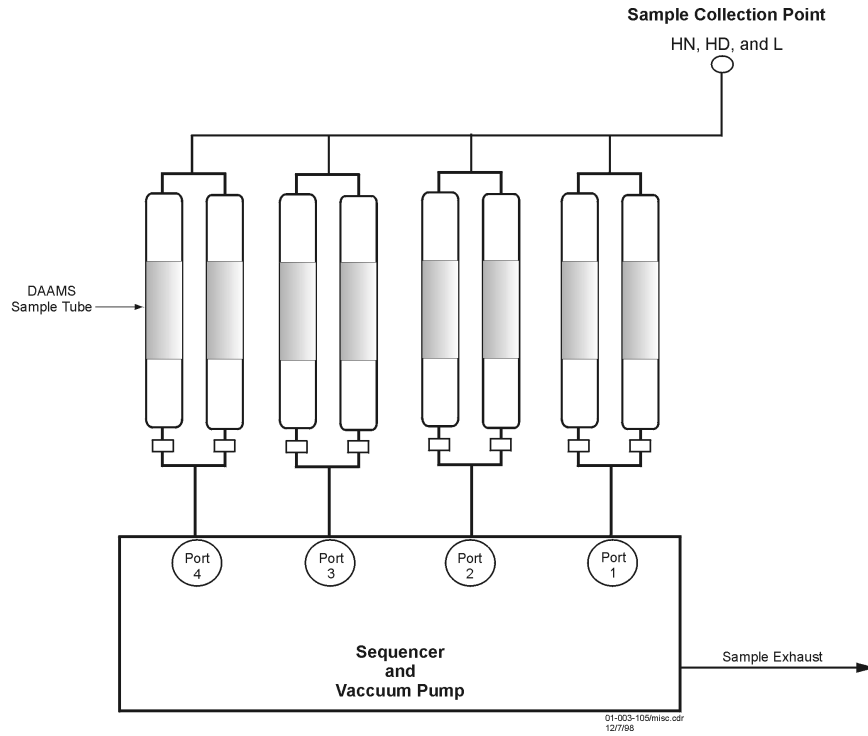 Sample Collection Point
HN, HD, and L
DAAMS
Sample Tube
Port
4
Port
3
Port
2
Port
1
Sequencer
and
Vaccuum Pump
Sample Exhaust
01-003-105/misc.cdr
12/7/98